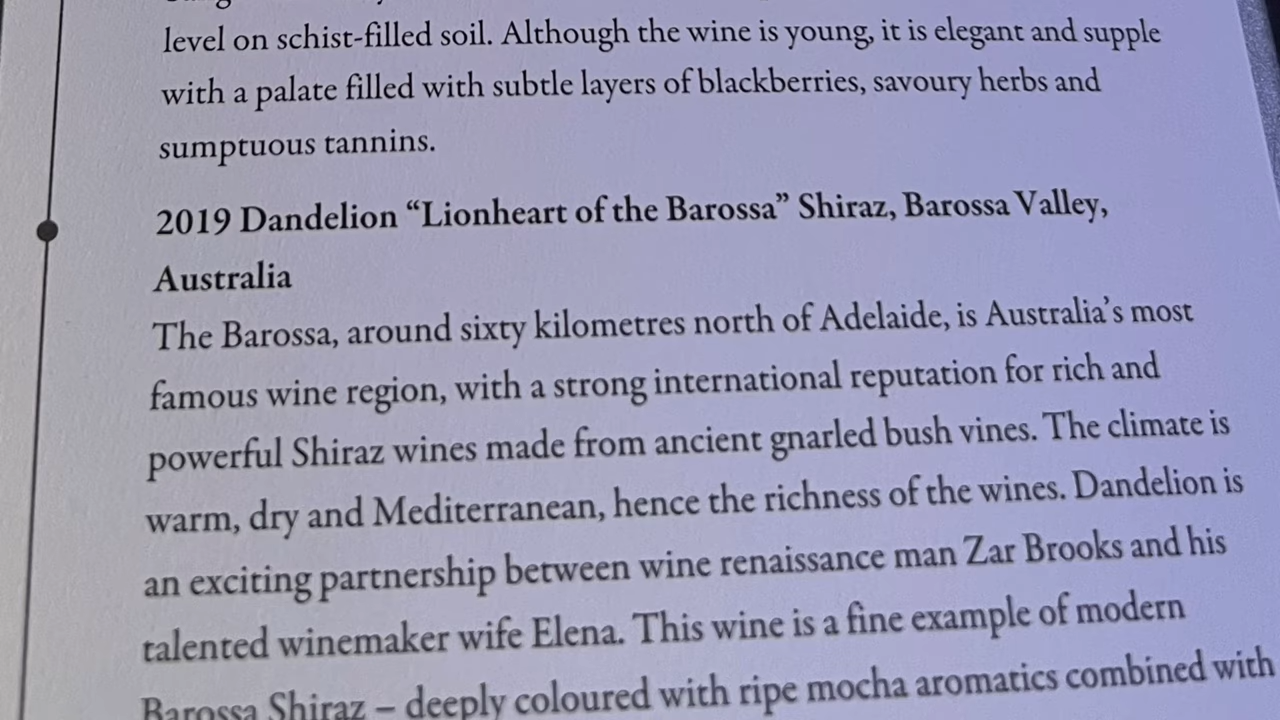 level on schist-filled soil. Although the wine is young, it is elegant and supple
with a palate filled with subtle layers of blackberries, savoury herbs and
sumptuous tannins.
2019 Dandelion “Lionheart of the Barossa” Shiraz, Barossa Valley,
Australia
The Barossa, around sixty kilometres north of Adelaide, is Australia’s most
famous wine region, with a strong international reputation for rich and
powerful Shiraz wines made from ancient gnarled bush vines. The climate is
warm, dry and Mediterranean, hence the richness of the wines. Dandelion is
an exciting partnership between wine renaissance man Zar Brooks and his
talented winemaker wife Elena. This wine is a fine example of modern
Barossa Shiraz – deeply coloured with ripe mocha aromatics combined with